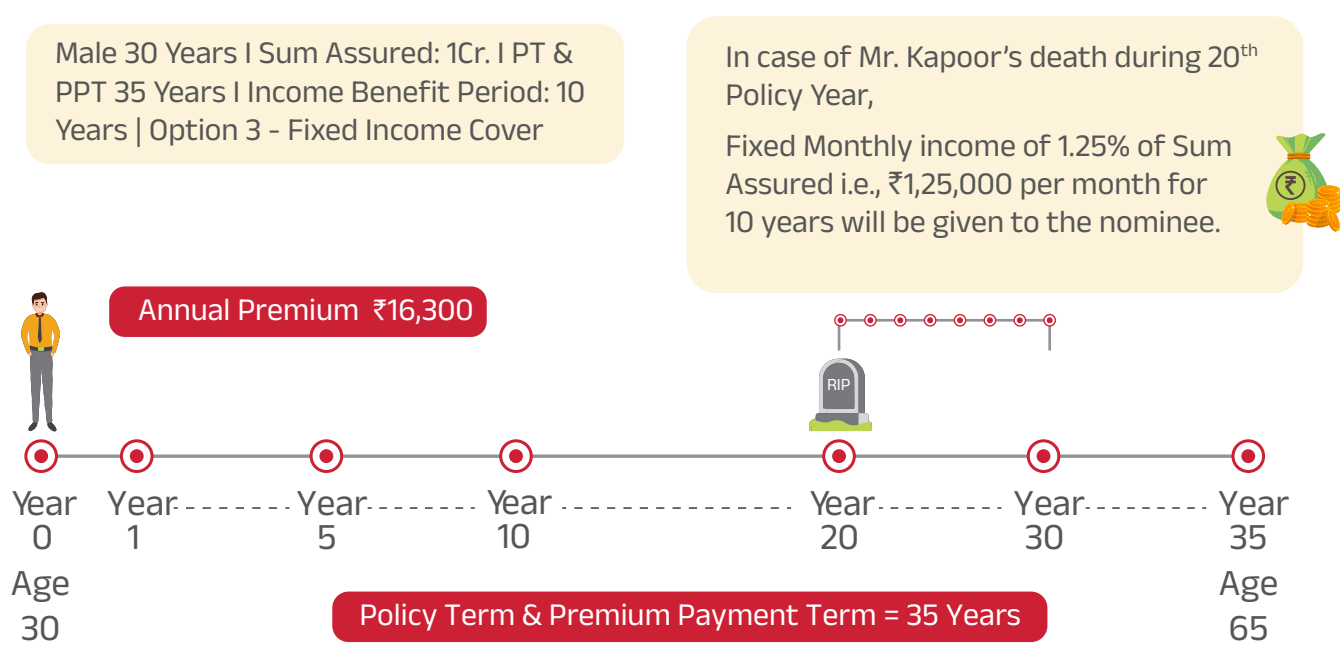 Male 30 Years I Sum Assured: 1Cr. I PT &
PPT 35 Years I Income Benefit Period: 10
Years | Option 3 - Fixed Income Cover
In case of Mr. Kapoor’s death during 20th
Policy Year,
Fixed Monthly income of 1.25% of Sum
Assured i.e., ₹1,25,000 per month for
10 years will be given to the nominee.
₹
Annual Premium ₹16,300
RIP
Year Year Year Year Year Year Year
0 1 5 10 20 30 35
Age Age
30 65
Policy Term & Premium Payment Term = 35 Years